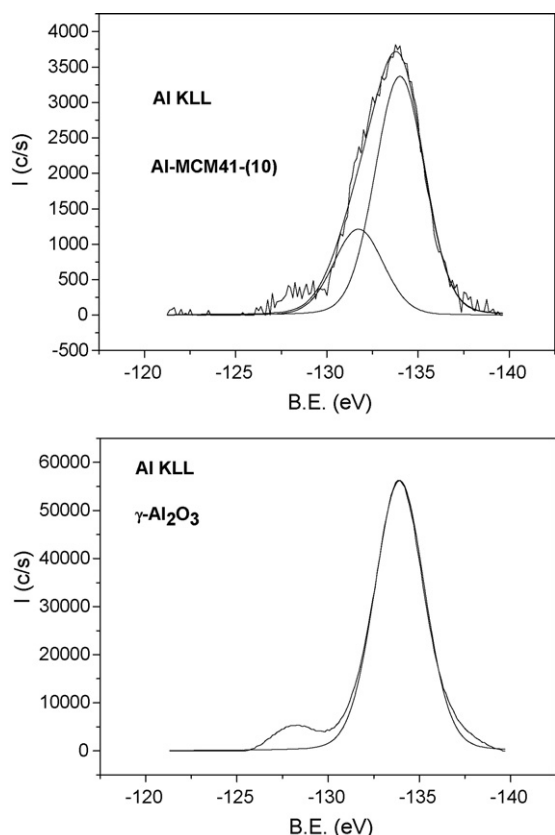 4000
3500
3000
2500
2000
1500
1000
500
0
-500
I (c/s)
Al KLL
Al-MCM41-(10)
-120 -125 -130 -135 -140
B.E. (eV)
60000
50000
40000
30000
20000
10000
0
I (c/s)
Al KLL
γ-Al₂O₃
-120 -125 -130 -135 -140
B.E. (eV)